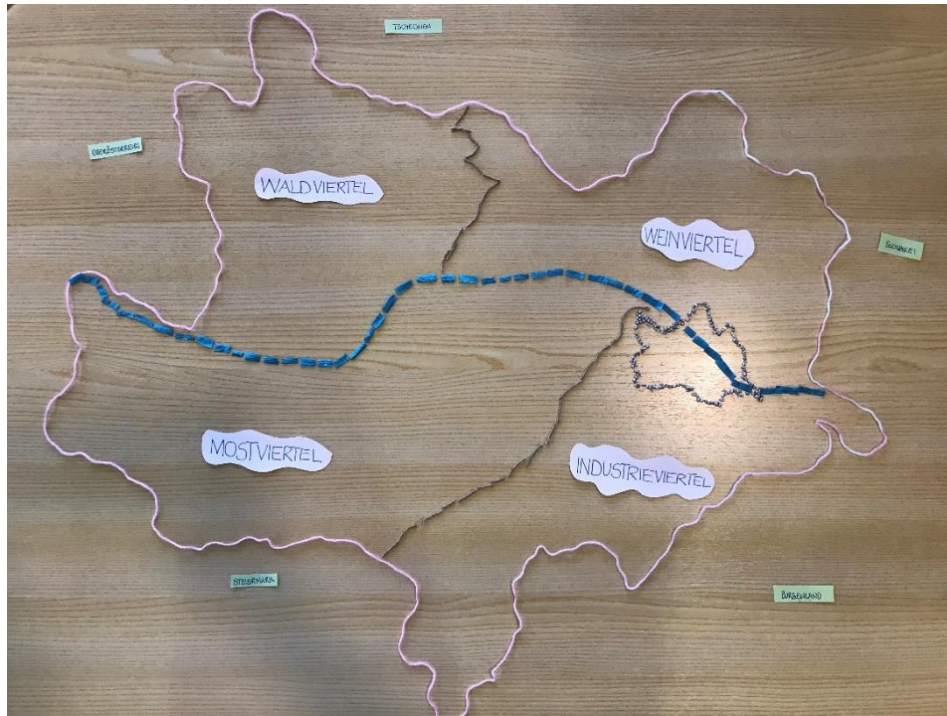 TSCHECHIEN
OBERÖSTERREICH
WALDVIERTEL
WEINVIERTEL
SLOWAKEI
MOSTVIERTEL
INDUSTRIEVIERTEL
STEIERMARK
BURGENLAND